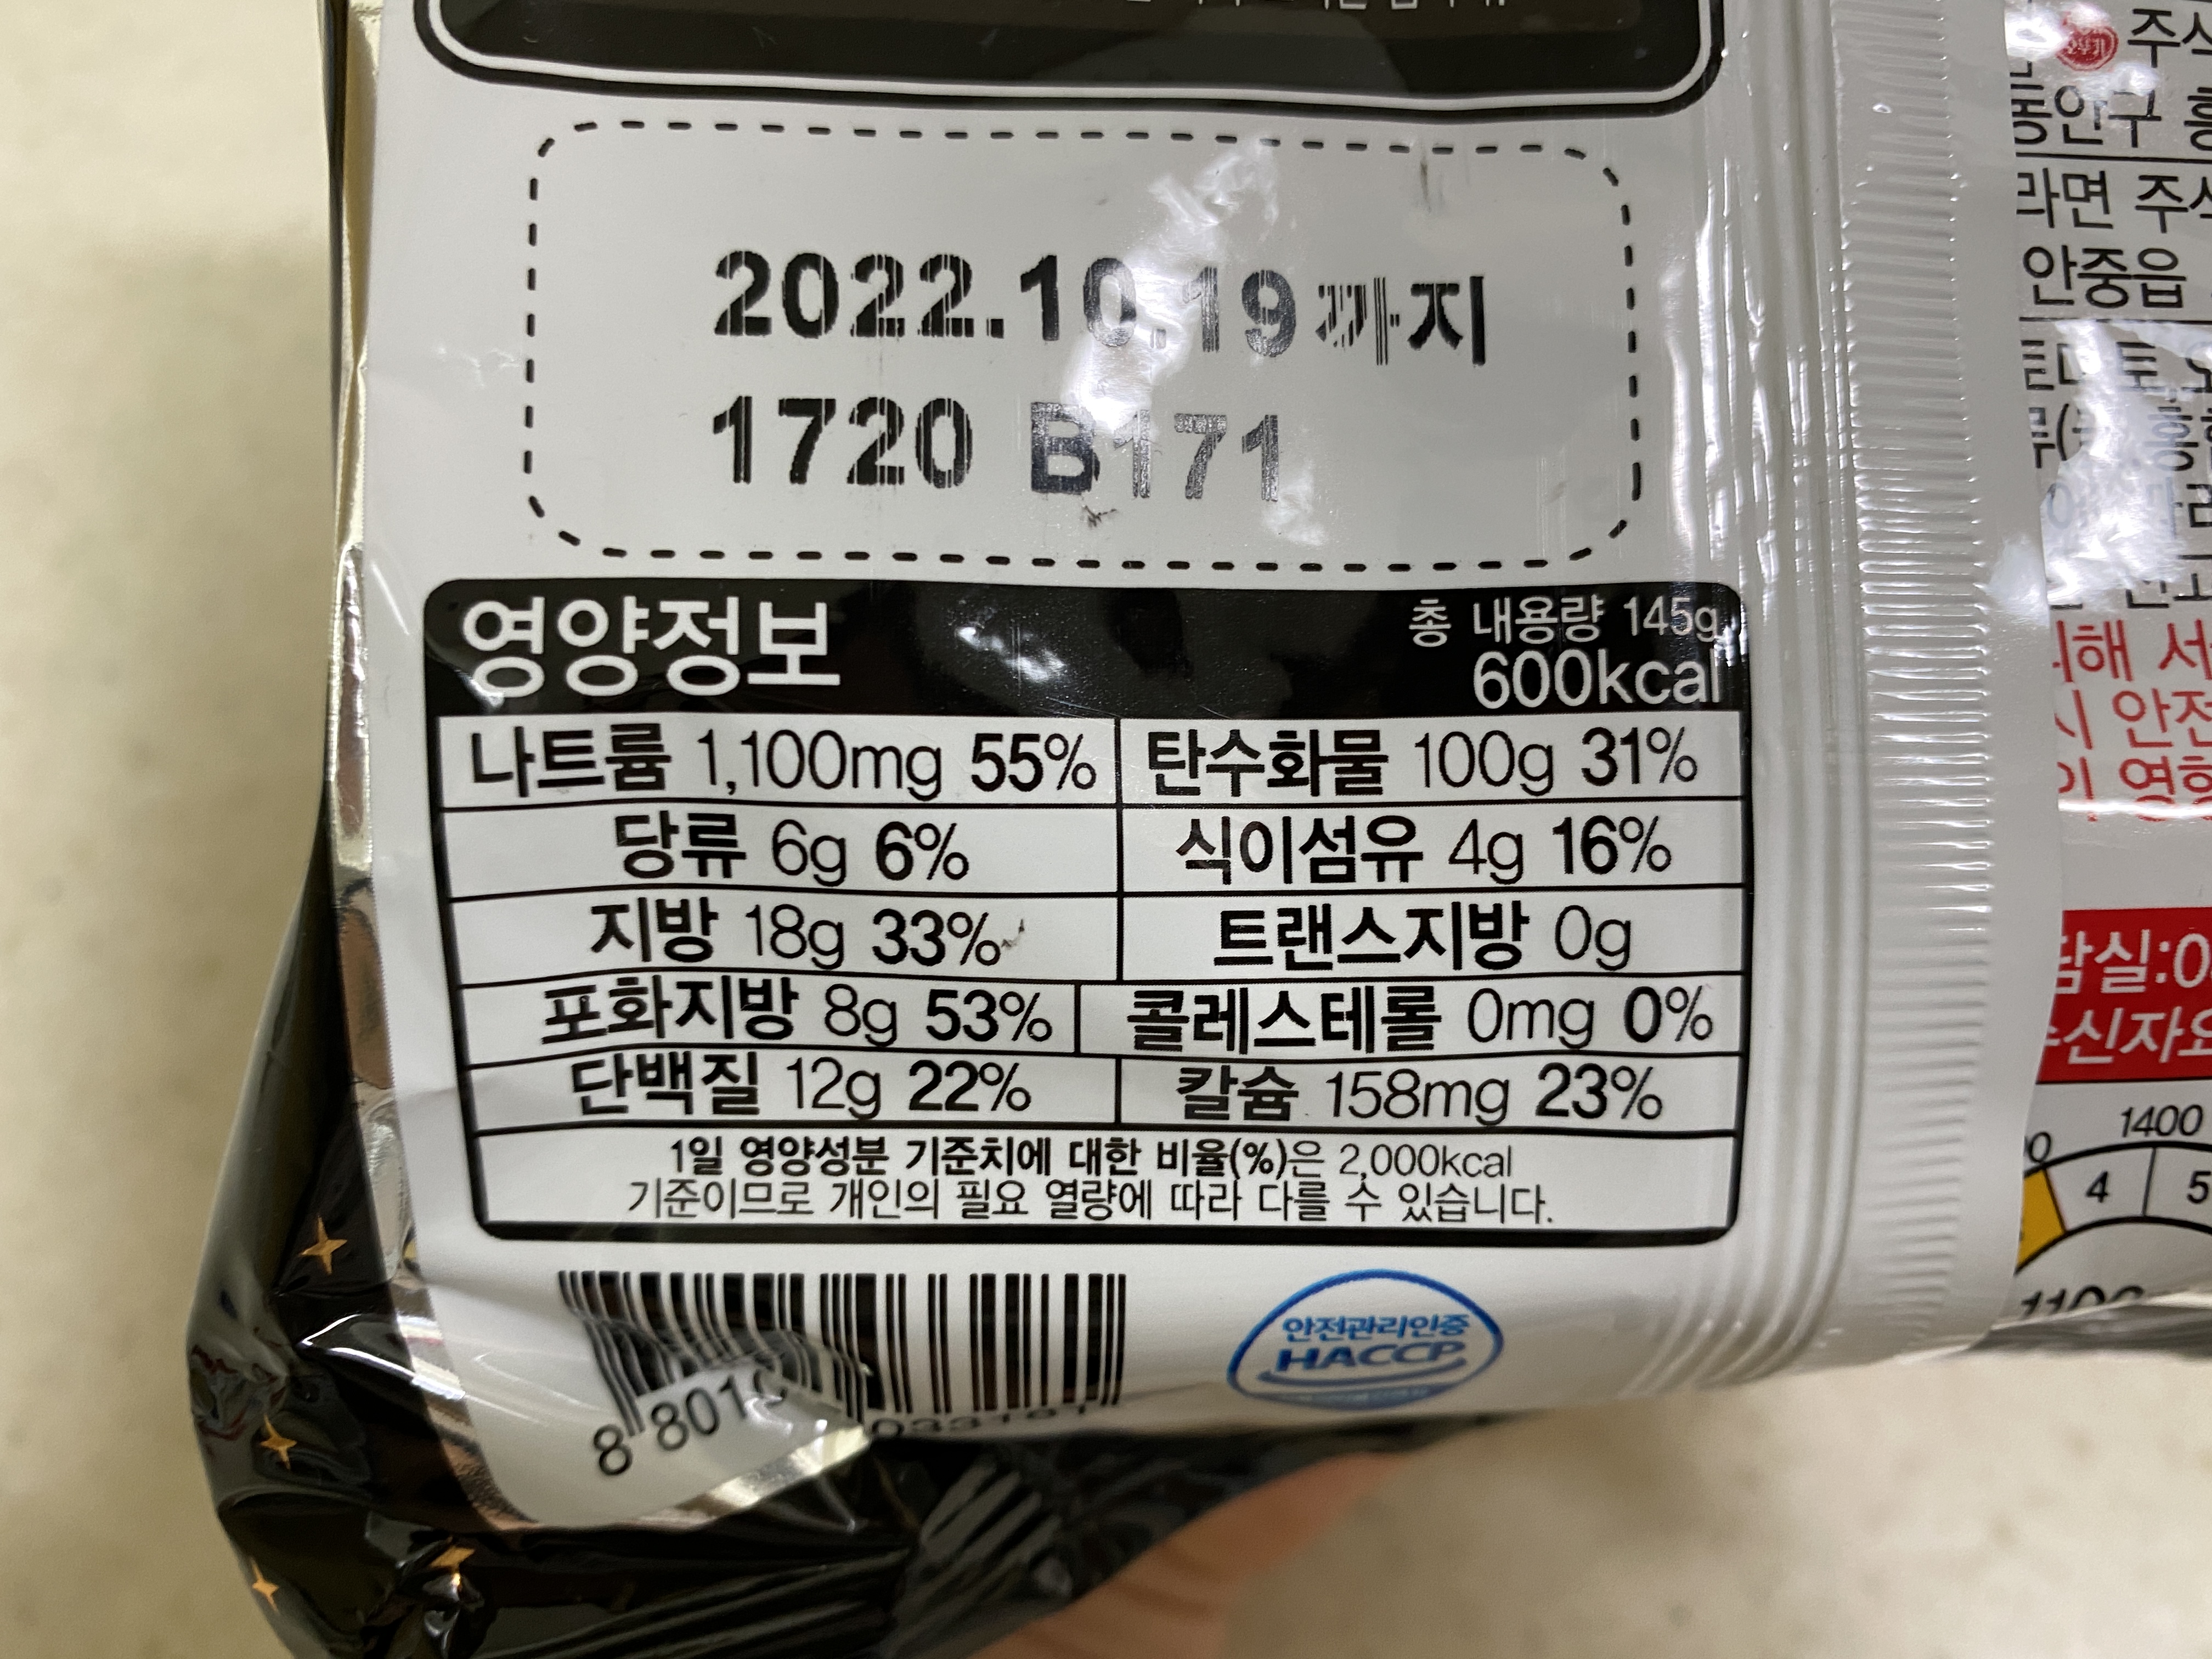 2022.10.19까지
1720 B171
영양정보
총 내용량 145g
600kcal
나트륨 1,100mg 55%
탄수화물 100g 31%
당류 6g 6%
식이섬유 4g 16%
지방 18g 33%
트랜스지방 0g
포화지방 8g 53%
콜레스테롤 0mg 0%
단백질 12g 22%
칼슘 158mg 23%
1일 영양성분 기준치에 대한 비율(%)은 2,000kcal
기준이므로 개인의 필요 열량에 따라 다를 수 있습니다.
안전관리인증
HACCP
라면
안중읍
1400
4
5